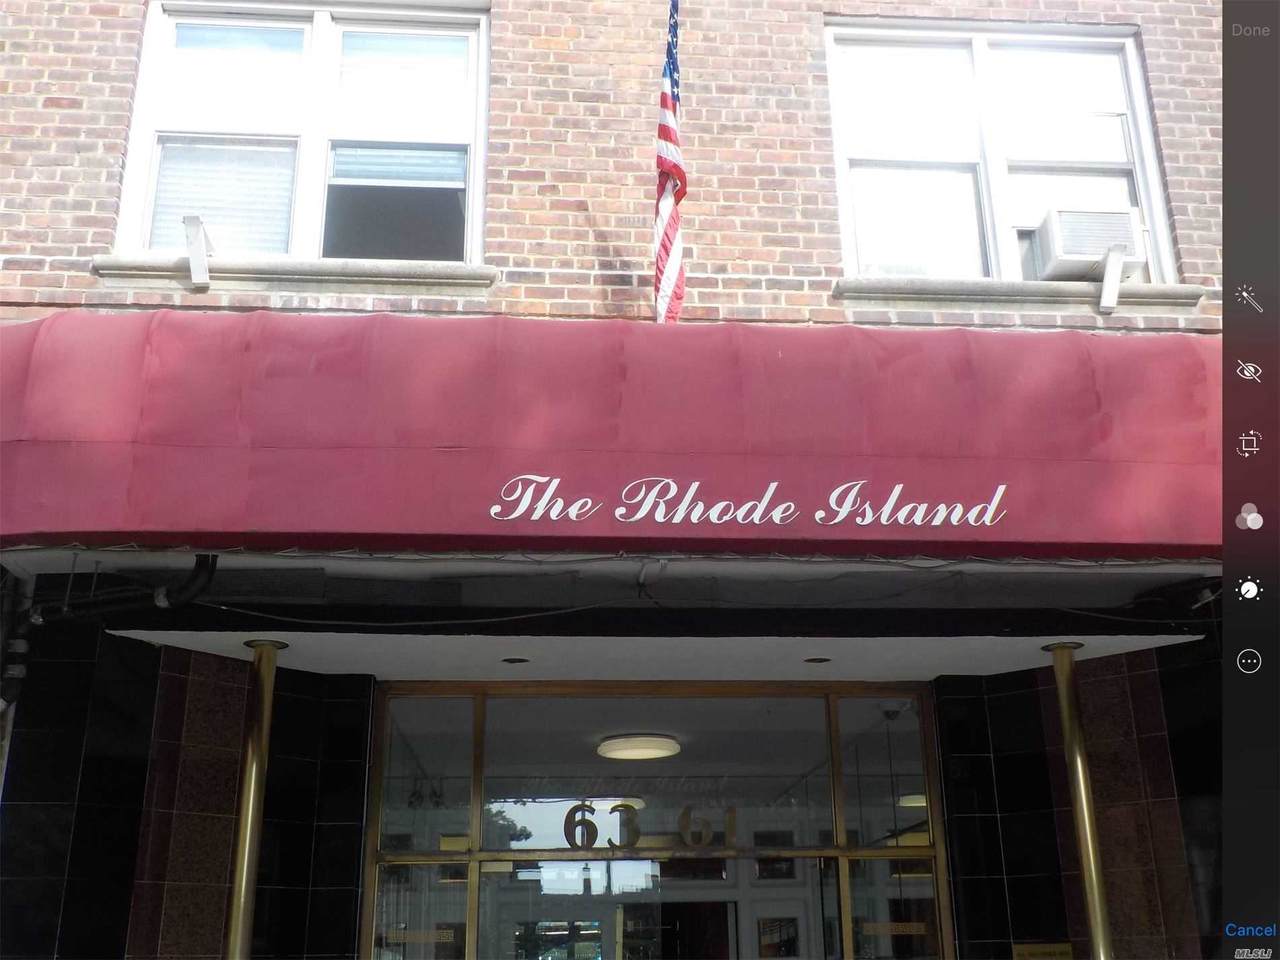 Done
The Rhode Island
63 61
Cancel
MLSLI